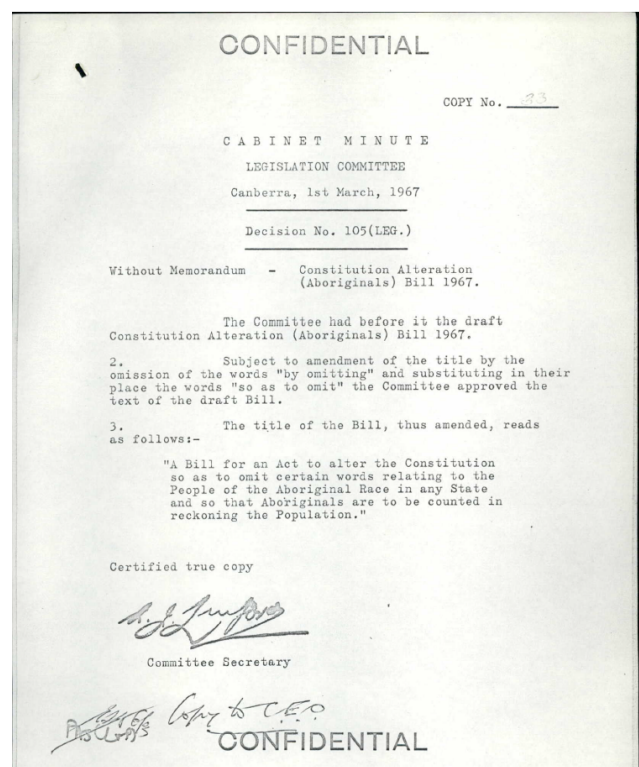 CONFIDENTIAL
COPY No. 33
CABINET MINUTE
LEGISLATION COMMITTEE
Canberra, 1st March, 1967
Decision No. 105(LEG.)
Without Memorandum - Constitution Alteration
(Aboriginals) Bill 1967.
The Committee had before it the draft
Constitution Alteration (Aboriginals) Bill 1967.
2. Subject to amendment of the title by the
omission of the words "by omitting" and substituting in their
place the words "so as to omit" the Committee approved the
text of the draft Bill.
3. The title of the Bill, thus amended, reads
as follows:-
"A Bill for an Act to alter the Constitution
so as to omit certain words relating to the
People of the Aboriginal Race in any State
and so that Aboriginals are to be counted in
reckoning the Population."
Certified true copy
Committee Secretary
Copy to C.E.O
CONFIDENTIAL